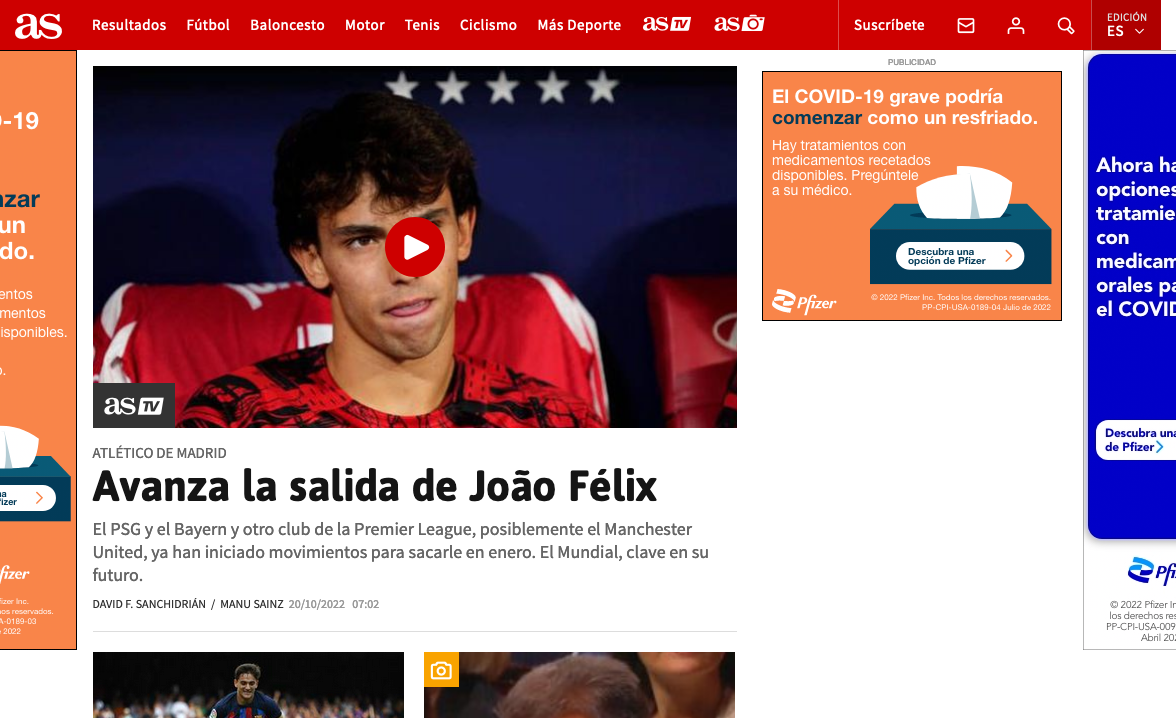 as
Resultados Fútbol Baloncesto Motor Tenis Ciclismo Más Deporte as TV as Suscríbete EDICIÓN
ES
-19
nzar
un
do.
entos
mentos
isponibles.
o.
fizer
PUBLICIDAD
El COVID-19 grave podría
comenzar como un resfriado.
Hay tratamientos con
medicamentos recetados
disponibles. Pregúntele
a su médico.
Descubra una
opción de Pfizer
Pfizer
© 2022 Pfizer Inc. Todos los derechos reservados.
PP-CPI-USA-0189-04 Julio de 2022
Ahora ha
opciones
tratamie
con
medicam
orales pa
el COVID
Descubra una
de Pfizer
Pfi
© 2022 Pfizer In
los derechos res
PP-CPI-USA-009
Abril 202
as TV
ATLÉTICO DE MADRID
Avanza la salida de João Félix
El PSG y el Bayern y otro club de la Premier League, posiblemente el Manchester
United, ya han iniciado movimientos para sacarle en enero. El Mundial, clave en su
futuro.
DAVID F. SANCHIDRIÁN / MANU SAINZ 20/10/2022 07:02
fizer
fizer Inc.
hos reservados.
A-0189-03
2022